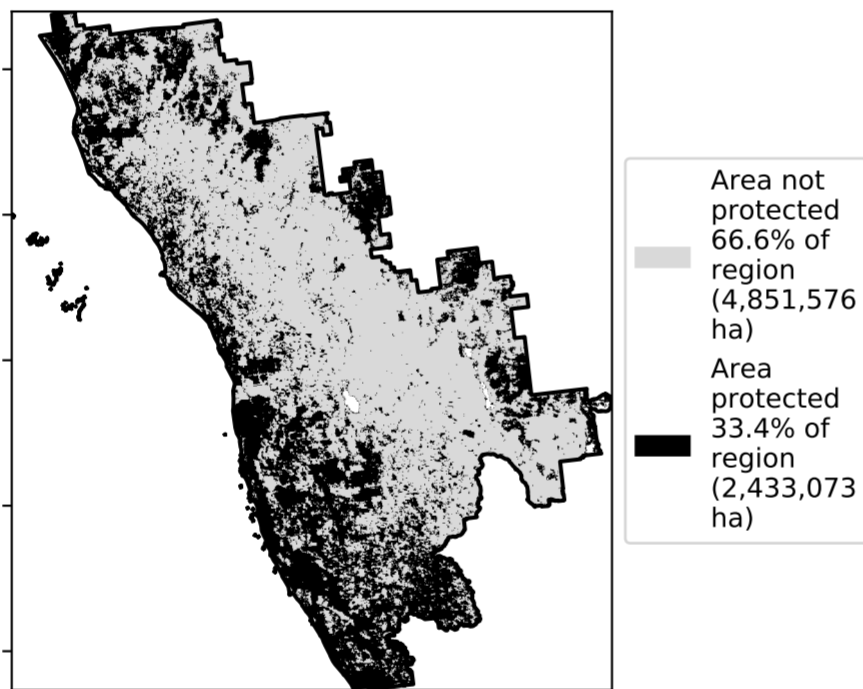 Area not
protected
66.6% of
region
(4,851,576
ha)
Area
protected
33.4% of
region
(2,433,073
ha)